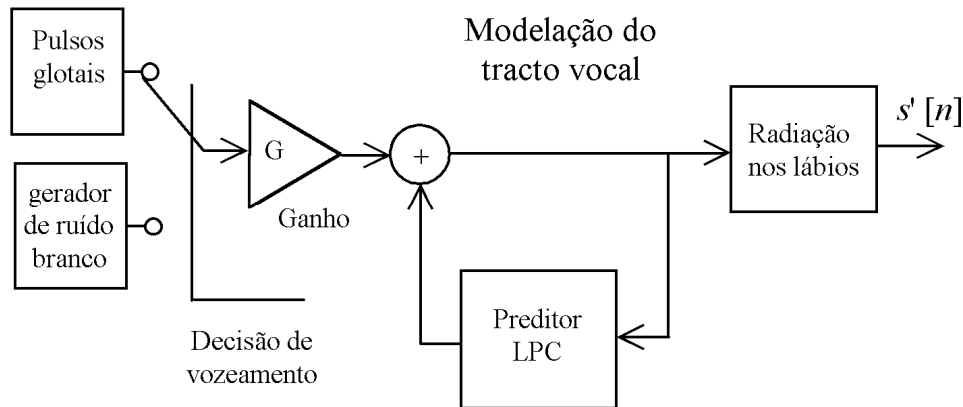 Pulsos
glotais
Modelação do
tracto vocal
G
+
Ganho
Radiação
nos lábios
s' [n]
gerador
de ruído
branco
Decisão de
vozeamento
Preditor
LPC